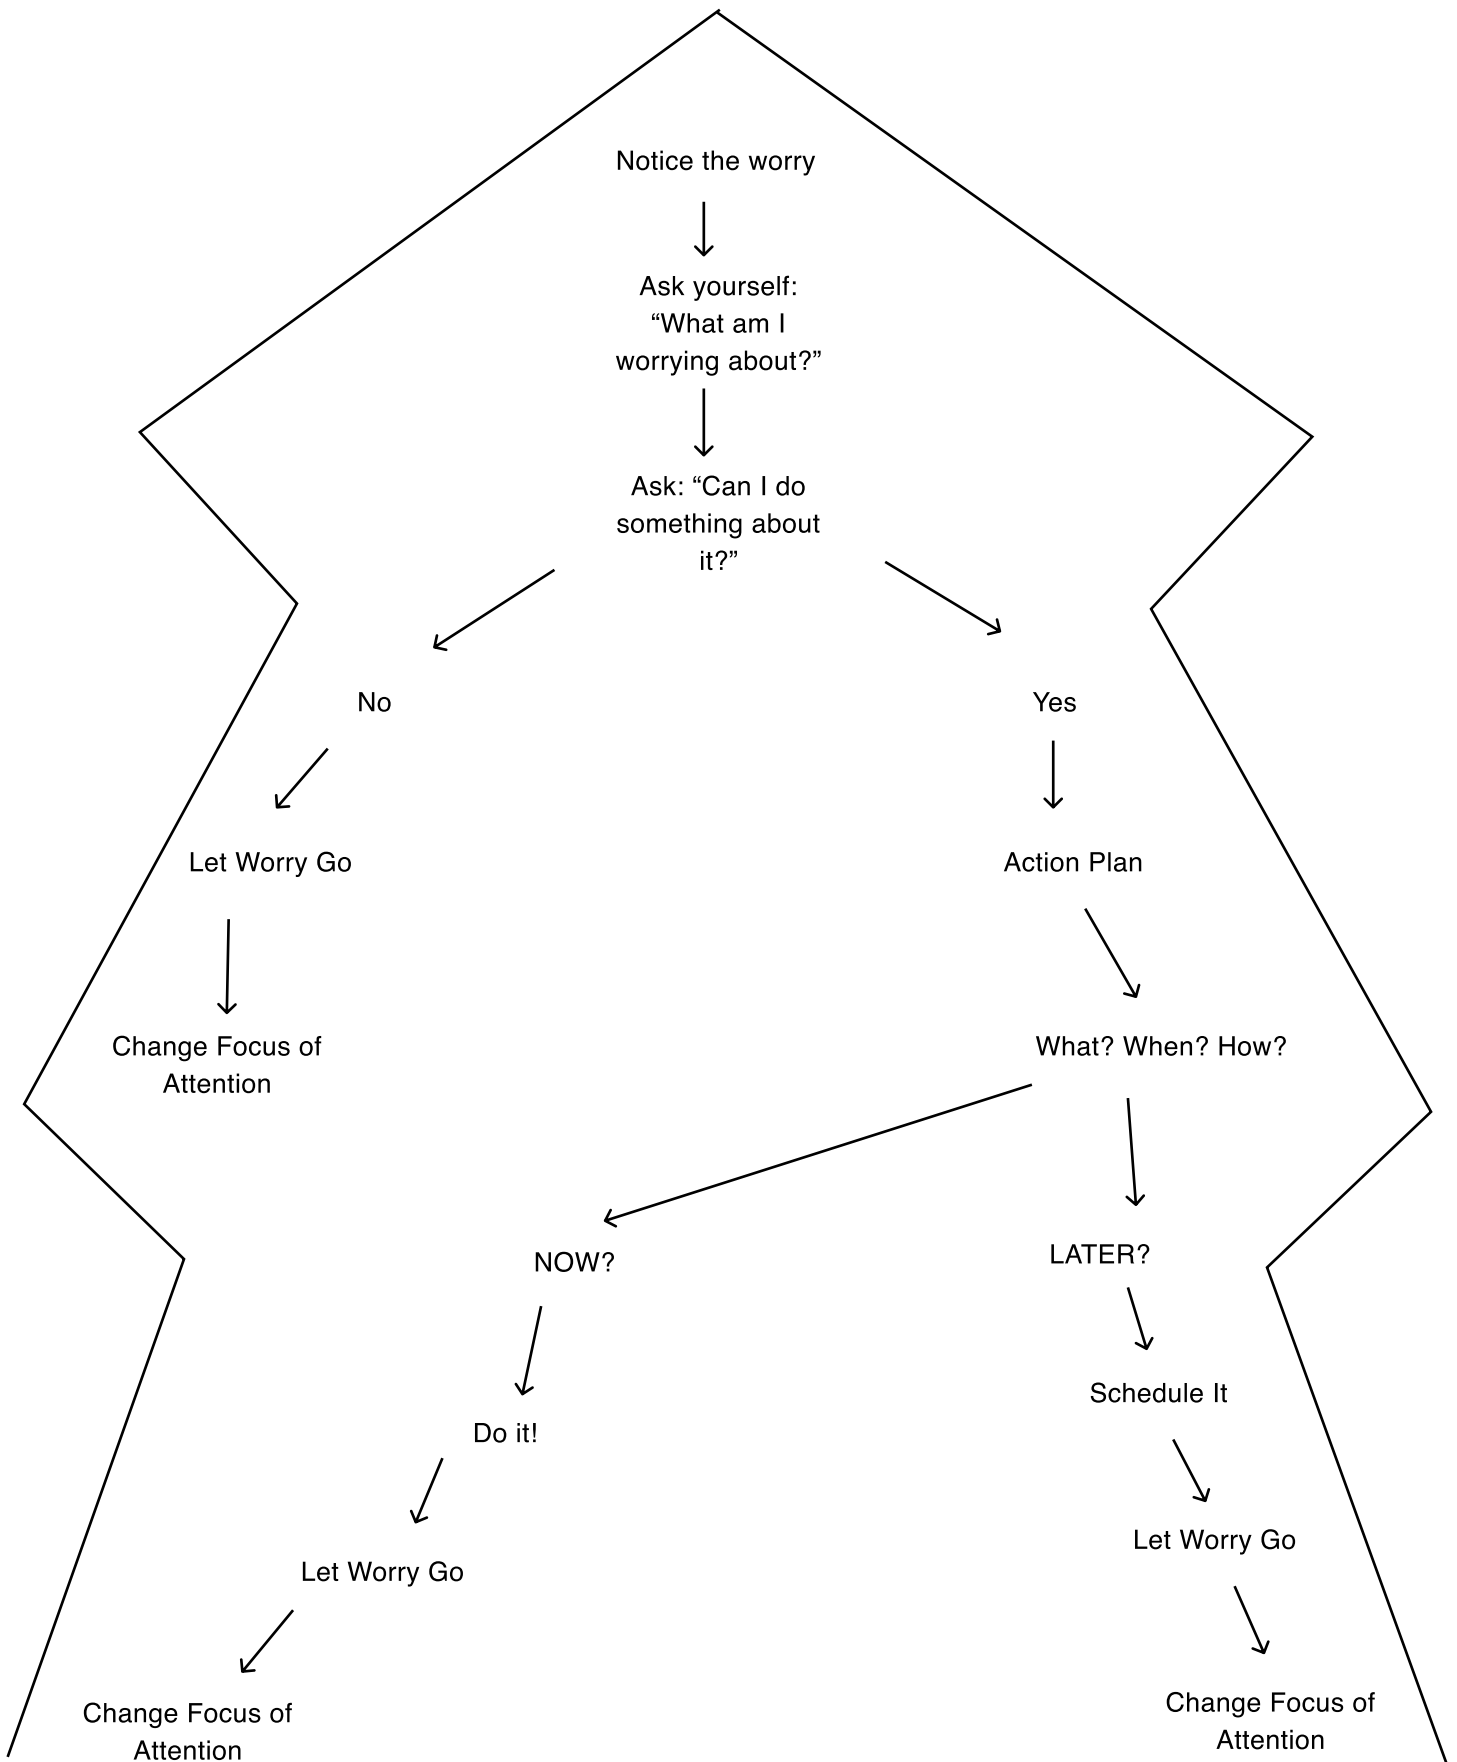 Notice the worry
Ask yourself:
“What am I
worrying about?”
Ask: “Can I do
something about
it?”
No
Yes
Let Worry Go
Action Plan
Change Focus of
Attention
What? When? How?
NOW?
LATER?
Do it!
Schedule It
Let Worry Go
Let Worry Go
Change Focus of
Attention
Change Focus of
Attention